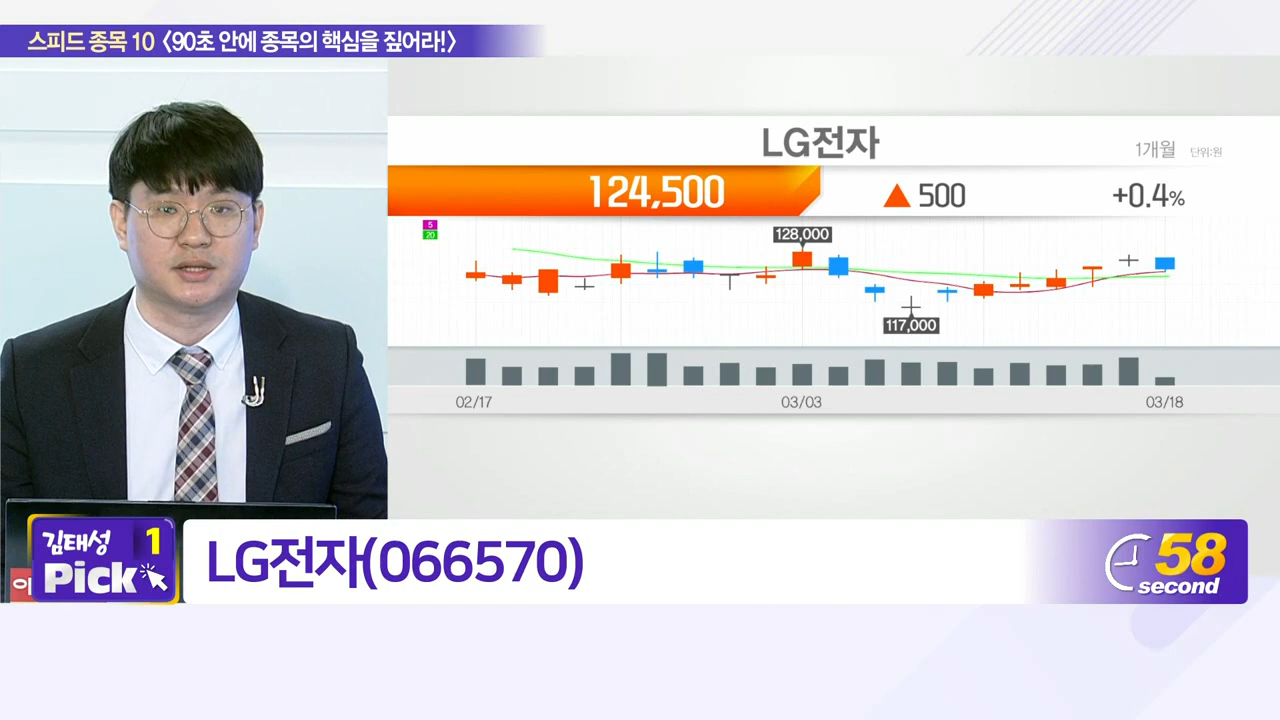 스피드 종목 10 〈90초 안에 종목의 핵심을 짚어라!〉
LG전자
1개월 단위:원
124,500 ▲ 500 +0.4%
5
20
128,000
117,000
02/17 03/03 03/18
김태성 1
Pick
LG전자(066570)
58
second